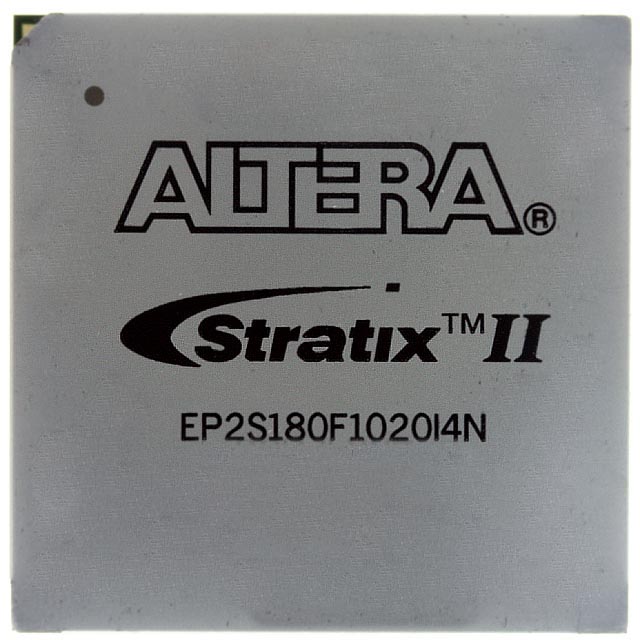 ALTERA®
Stratix™ II
EP2S180F1020I4N